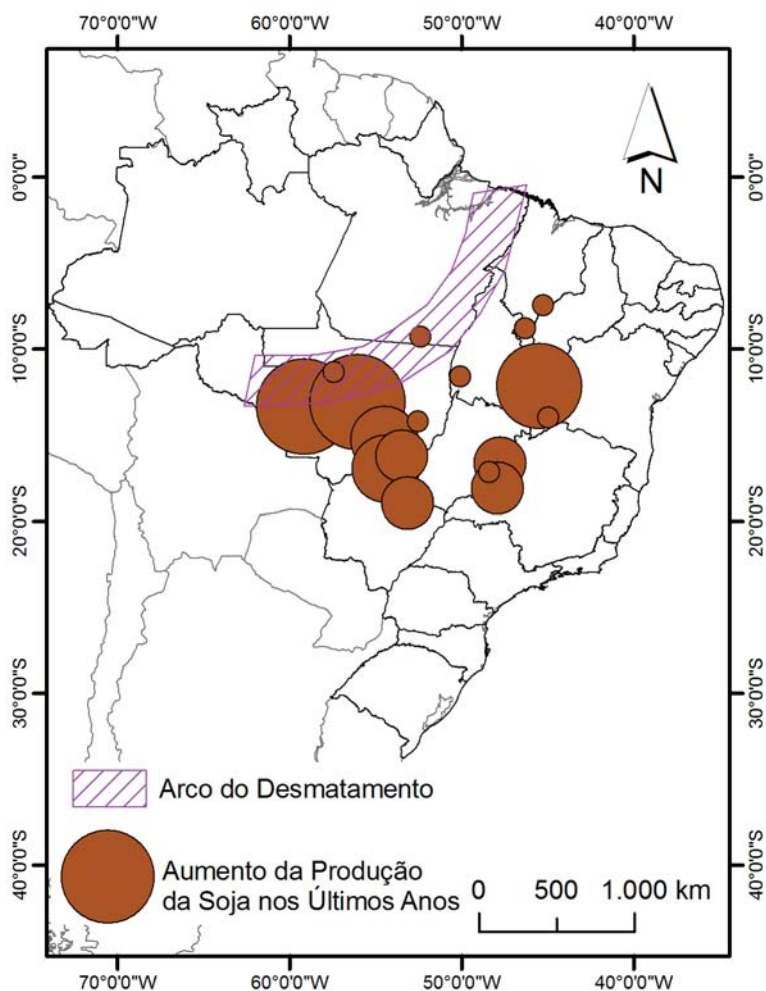 70°0'0"W 60°0'0"W 50°0'0"W 40°0'0"W
0°0'0"
10°0'0"S
20°0'0"S
30°0'0"S
40°0'0"S
N
0°0'0"
10°0'0"S
20°0'0"S
30°0'0"S
40°0'0"S
Arco do Desmatamento
Aumento da Produção
da Soja nos Últimos Anos
0 500 1.000 km
70°0'0"W 60°0'0"W 50°0'0"W 40°0'0"W